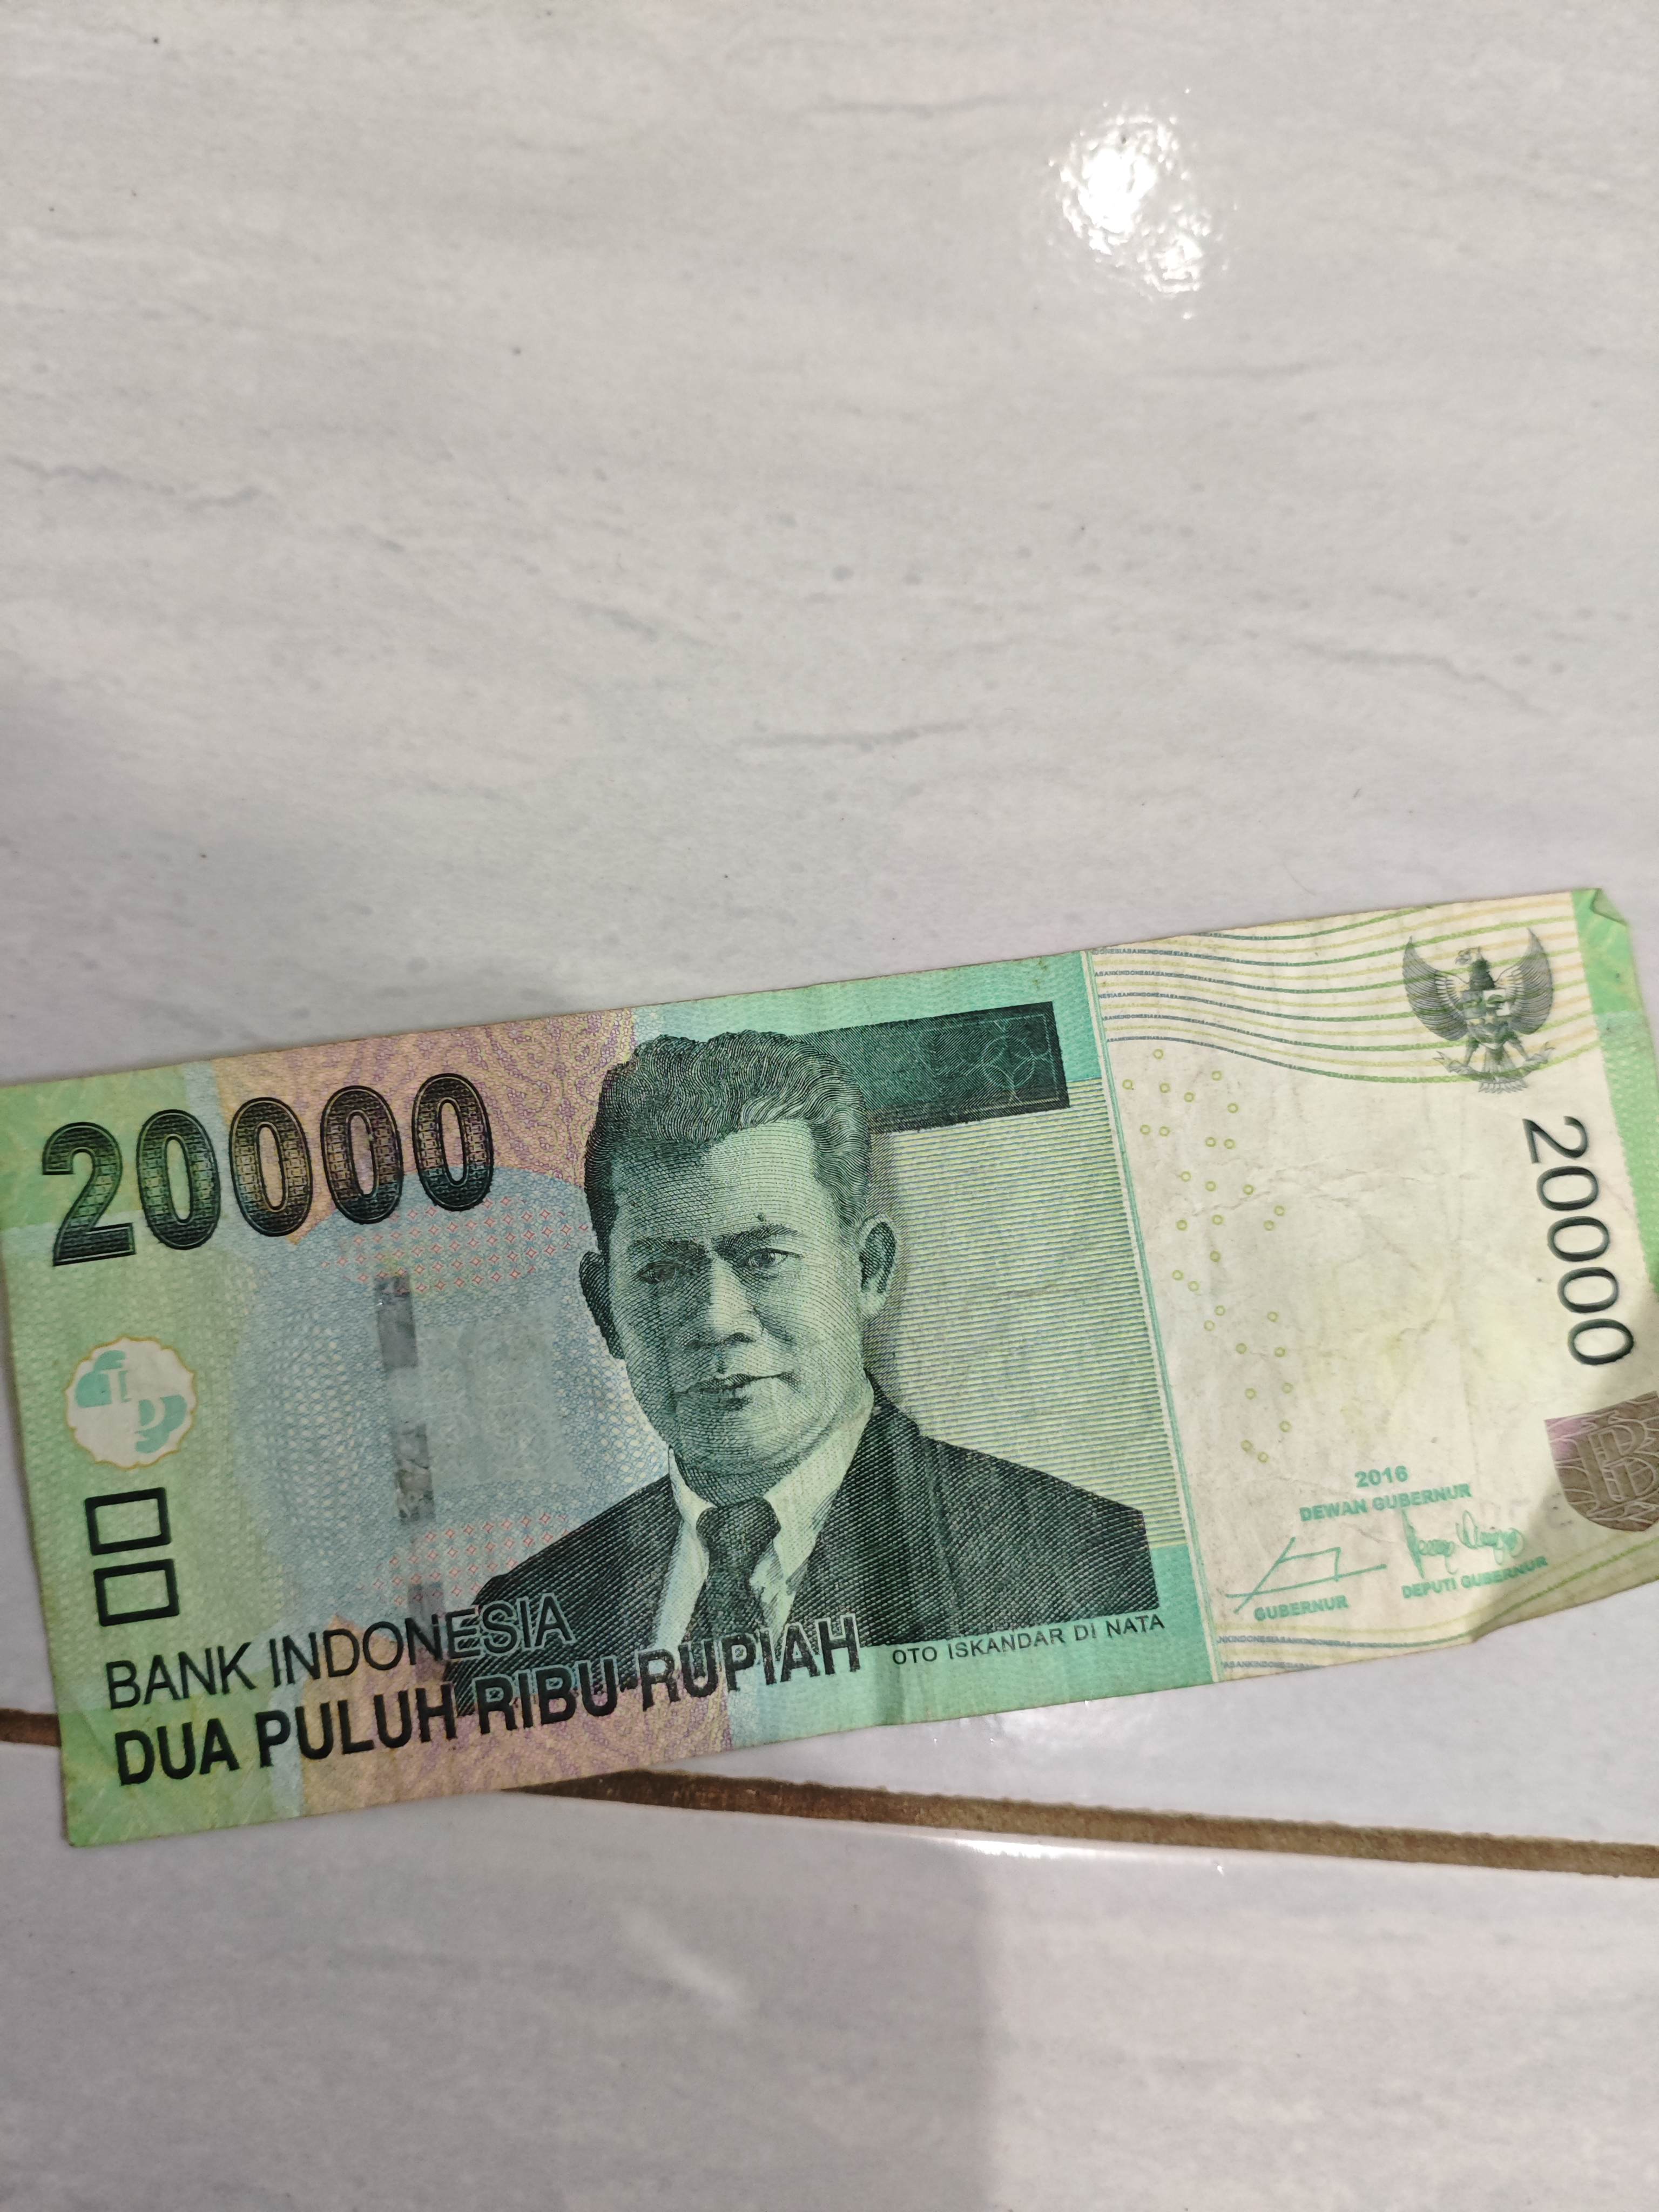 20000
BANK INDONESIA
DUA PULUH RIBU RUPIAH
OTO ISKANDAR DI NATA
20000
2016
DEWAN GUBERNUR
GUBERNUR
DEPUTI GUBERNUR